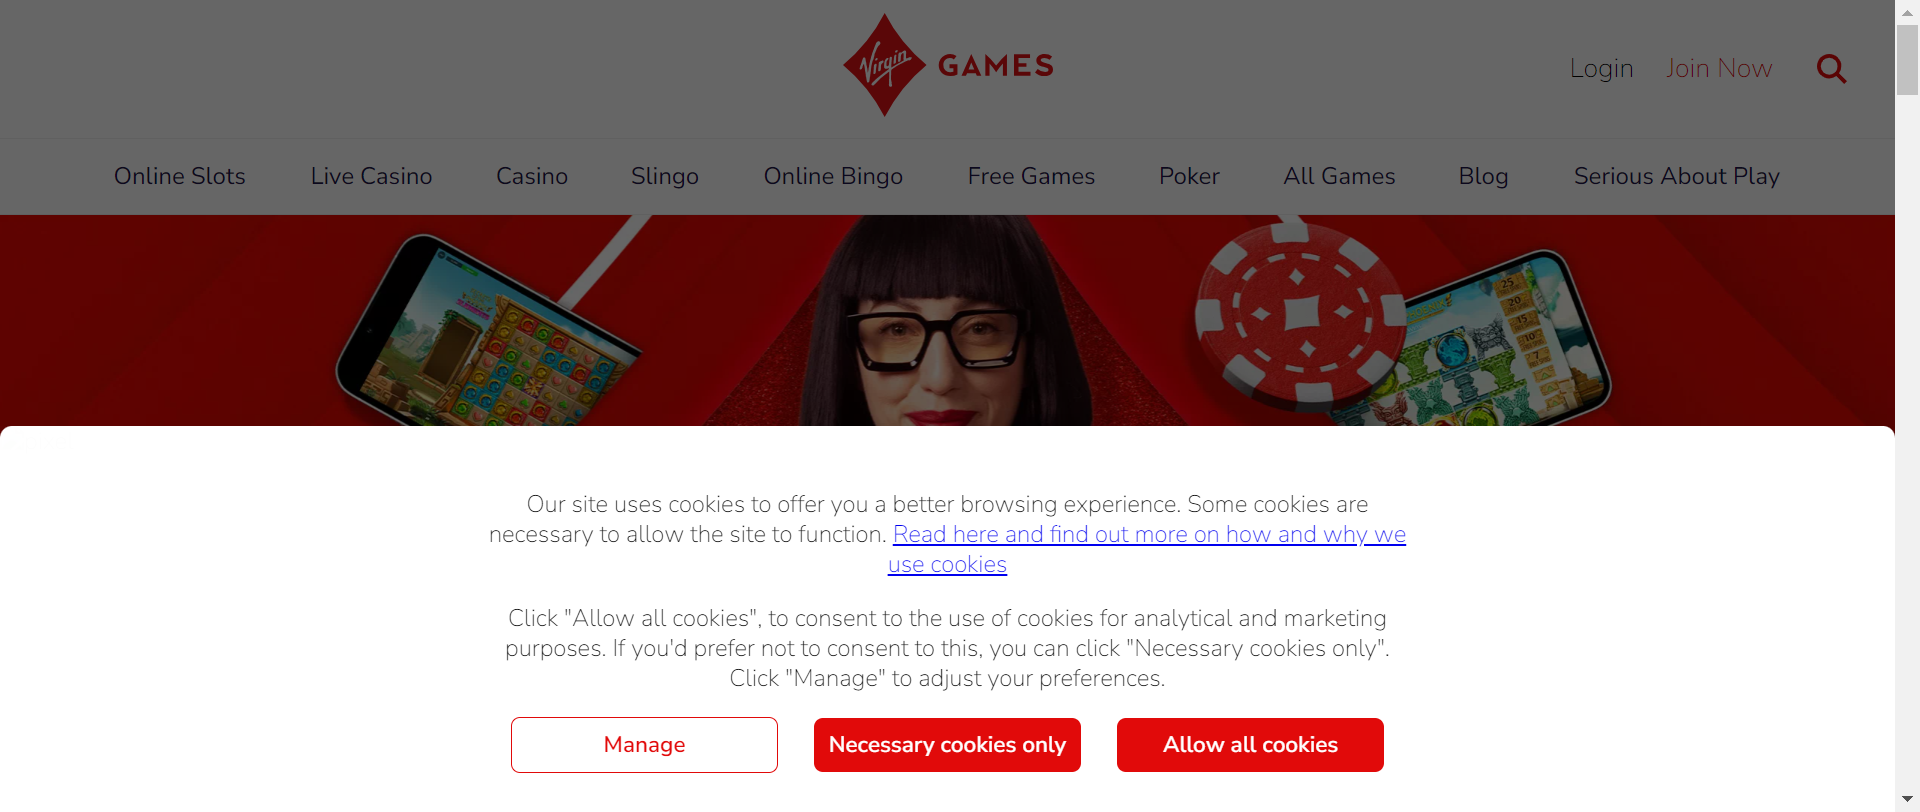 Virgin GAMES
Login Join Now
Online Slots Live Casino Casino Slingo Online Bingo Free Games Poker All Games Blog Serious About Play
25
20
15
10
7
Our site uses cookies to offer you a better browsing experience. Some cookies are
necessary to allow the site to function. Read here and find out more on how and why we
use cookies
Click "Allow all cookies", to consent to the use of cookies for analytical and marketing
purposes. If you'd prefer not to consent to this, you can click "Necessary cookies only".
Click "Manage" to adjust your preferences.
Manage Necessary cookies only Allow all cookies